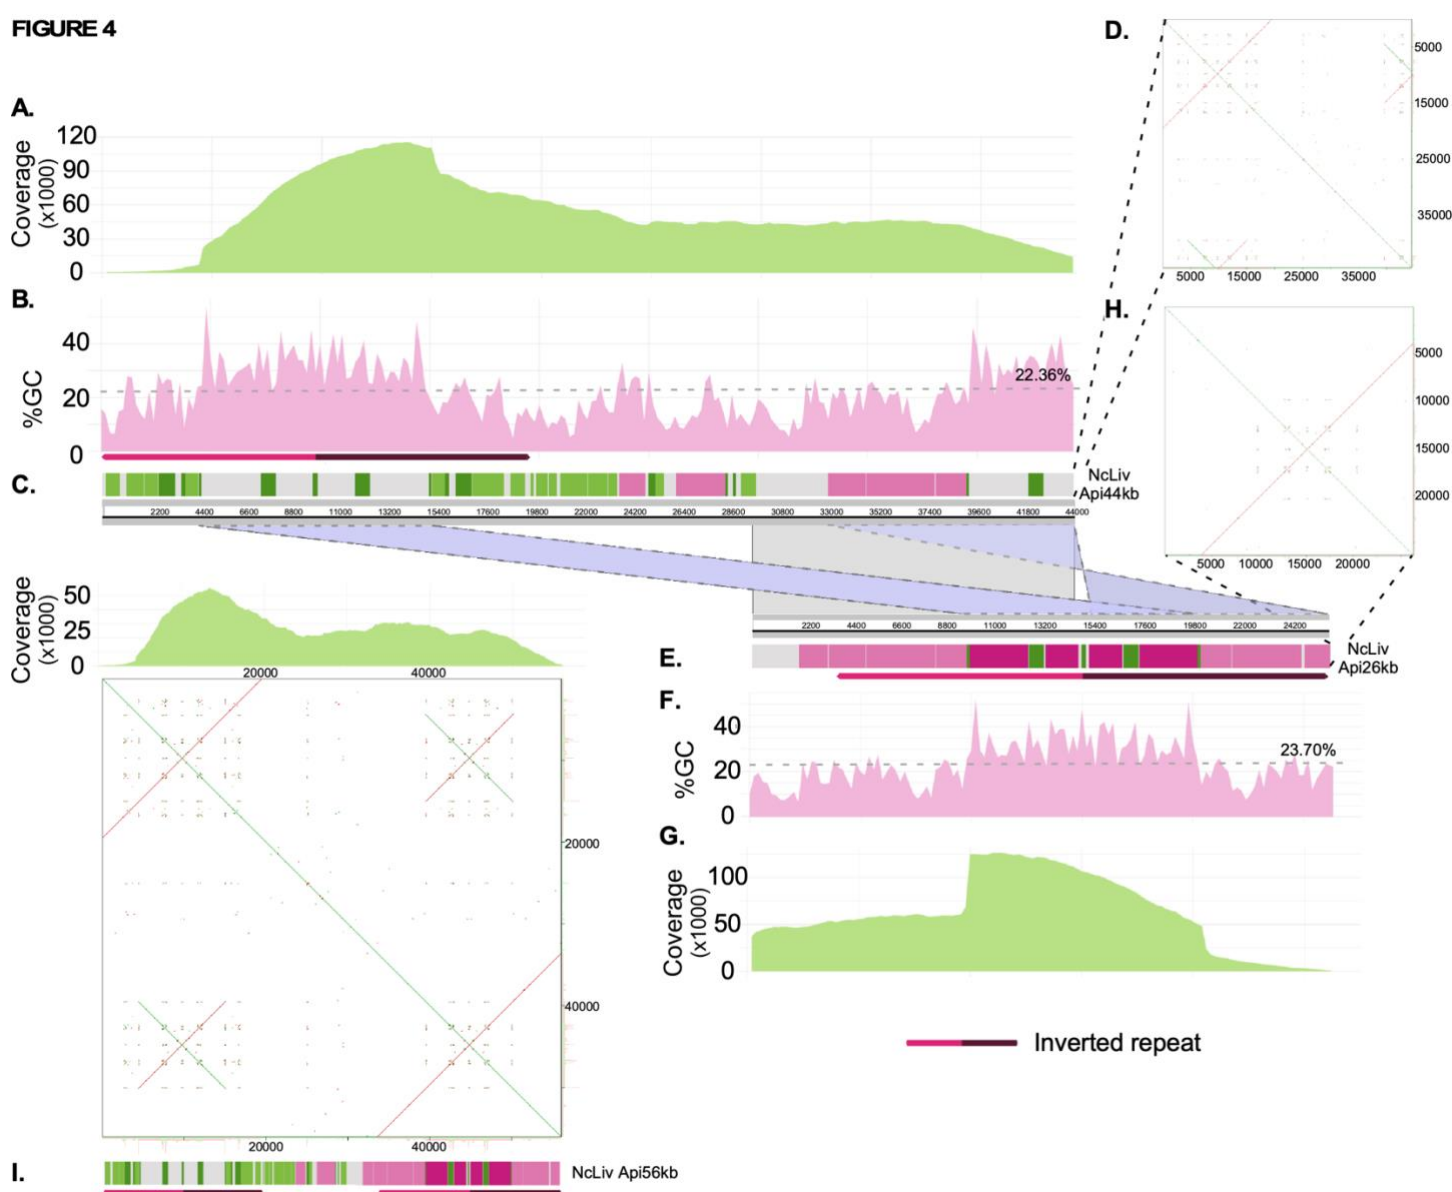 FIGURE 4
A.
Coverage
(x1000)
120
90
60
30
0
B.
%GC
40
20
0
22.36%
C.
NcLiv
Api44kb
2200 4400 6600 8800 11000 13200 15400 17600 19800 22000 24200 26400 28600 30800 33000 35200 37400 39600 41800 44000
D.
5000
15000
25000
35000
5000 15000 25000 35000
H.
5000
10000
15000
20000
5000 10000 15000 20000
Coverage
(x1000)
50
25
0
20000 40000
20000
40000
20000 40000
I.
NcLiv Api56kb
2200 4400 6600 8800 11000 13200 15400 17600 19800 22000 24200
E.
NcLiv
Api26kb
F.
%GC
40
20
0
23.70%
G.
Coverage
(x1000)
100
50
0
Inverted repeat